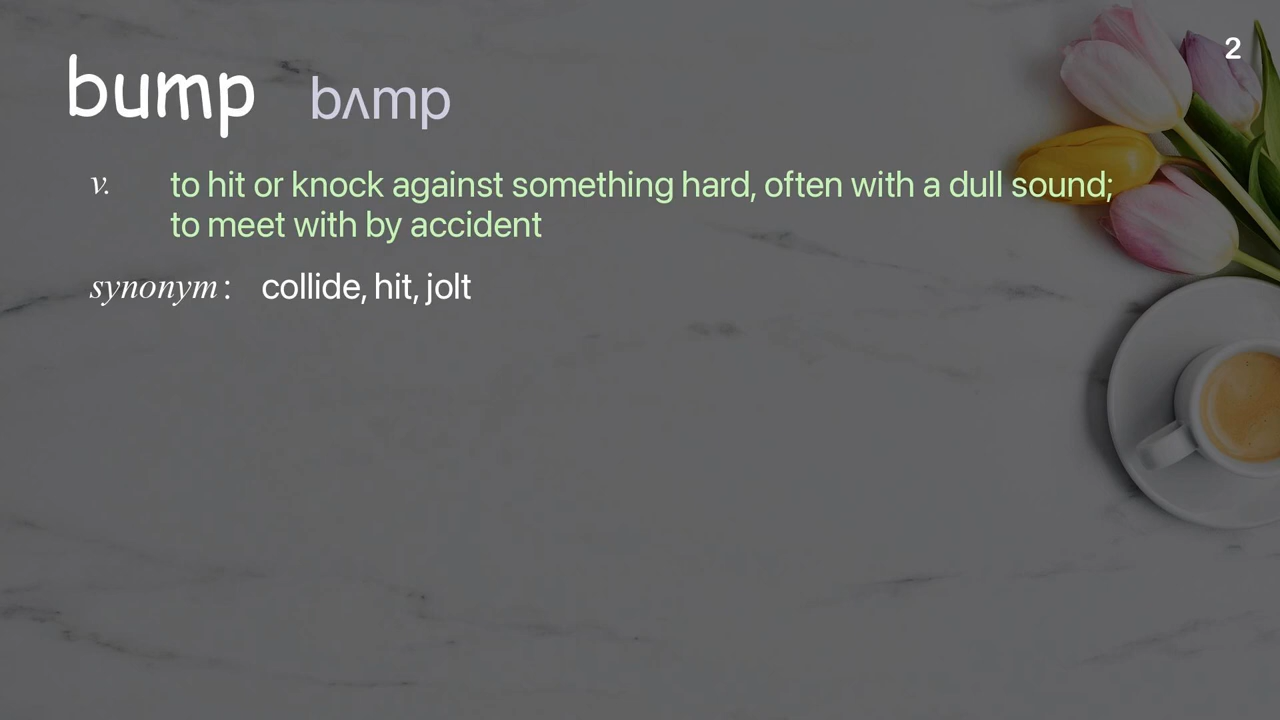 2
bump bʌmp
v. to hit or knock against something hard, often with a dull sound;
to meet with by accident
synonym: collide, hit, jolt